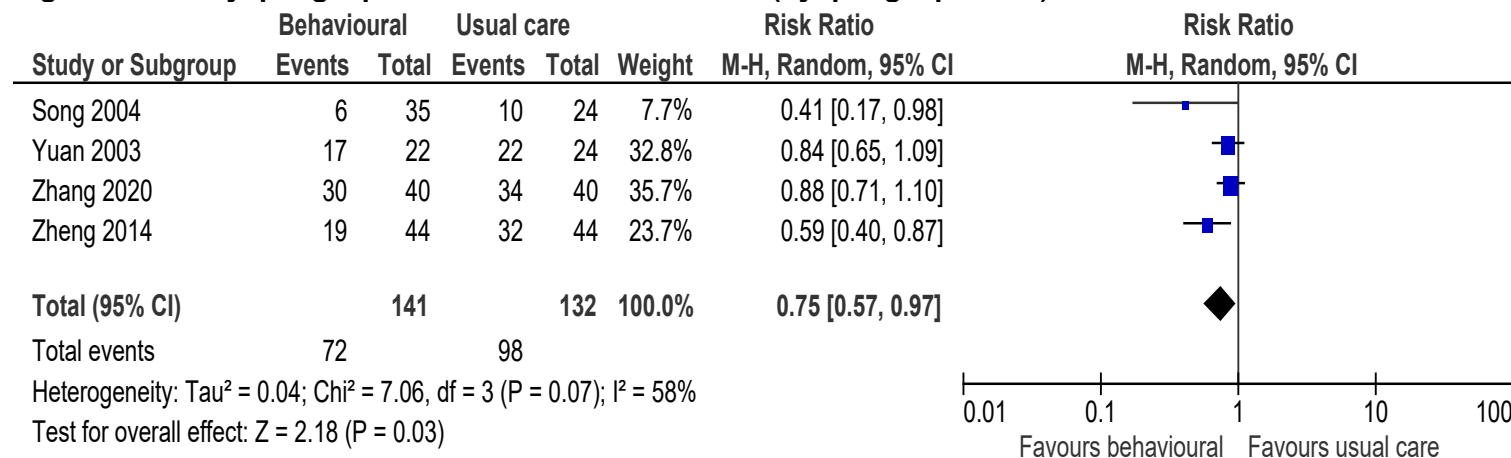 Behavioural Usual care Risk Ratio Risk Ratio
Study or Subgroup Events Total Events Total Weight M-H, Random, 95% CI M-H, Random, 95% CI
Song 2004 6 35 10 24 7.7% 0.41 [0.17, 0.98]
Yuan 2003 17 22 22 24 32.8% 0.84 [0.65, 1.09]
Zhang 2020 30 40 34 40 35.7% 0.88 [0.71, 1.10]
Zheng 2014 19 44 32 44 23.7% 0.59 [0.40, 0.87]
Total (95% CI) 141 132 100.0% 0.75 [0.57, 0.97]
Total events 72 98
Heterogeneity: Tau² = 0.04; Chi² = 7.06, df = 3 (P = 0.07); I² = 58%
Test for overall effect: Z = 2.18 (P = 0.03)
0.01 0.1 1 10 100
Favours behavioural Favours usual care